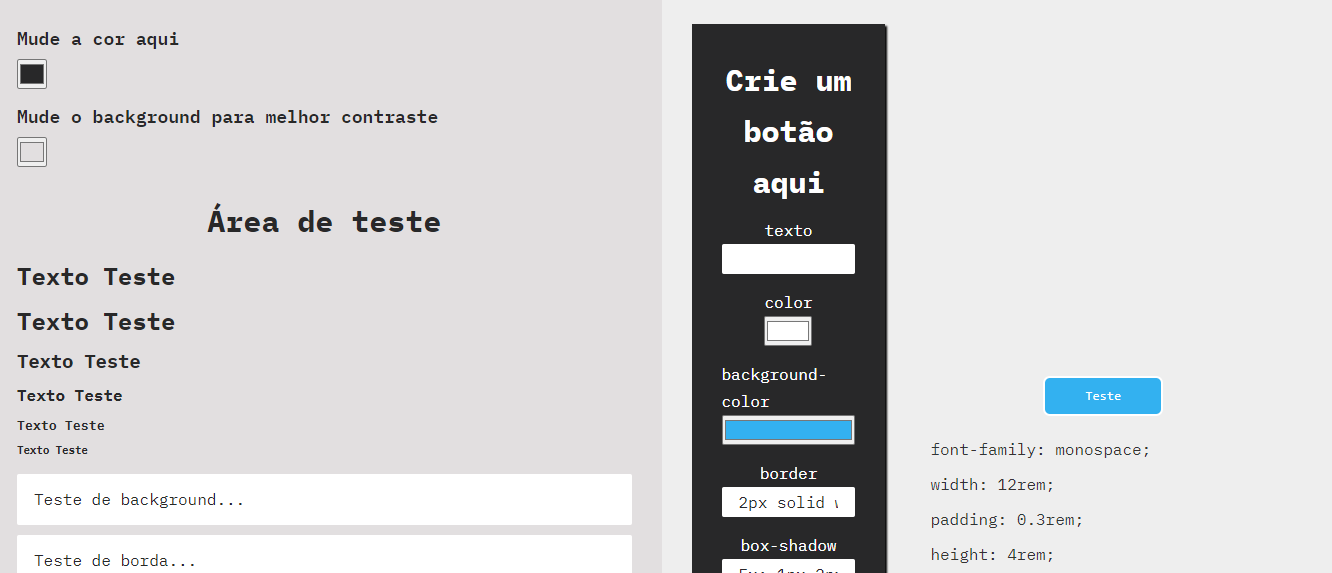 Mude a cor aqui
Mude o background para melhor contraste
Área de teste
Texto Teste
Texto Teste
Texto Teste
Texto Teste
Texto Teste
Texto Teste
Teste de background...
Teste de borda...
Crie um
botão
aqui
texto
color
background-
color
border
2px solid
box-shadow
Teste
font-family: monospace;
width: 12rem;
padding: 0.3rem;
height: 4rem;